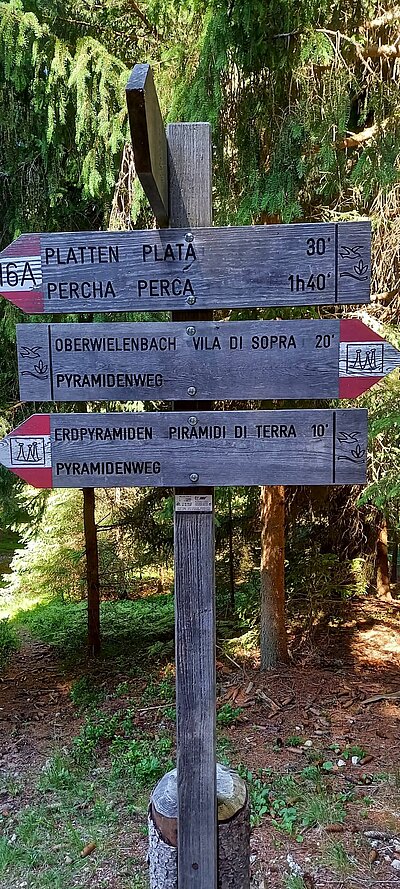 16A PLATTEN PLATA 30'
PERCHA PERCA 1h40'
OBERWIELENBACH VILA DI SOPRA 20'
PYRAMIDENWEG
ERDPYRAMIDEN PIRAMIDI DI TERRA 10'
PYRAMIDENWEG